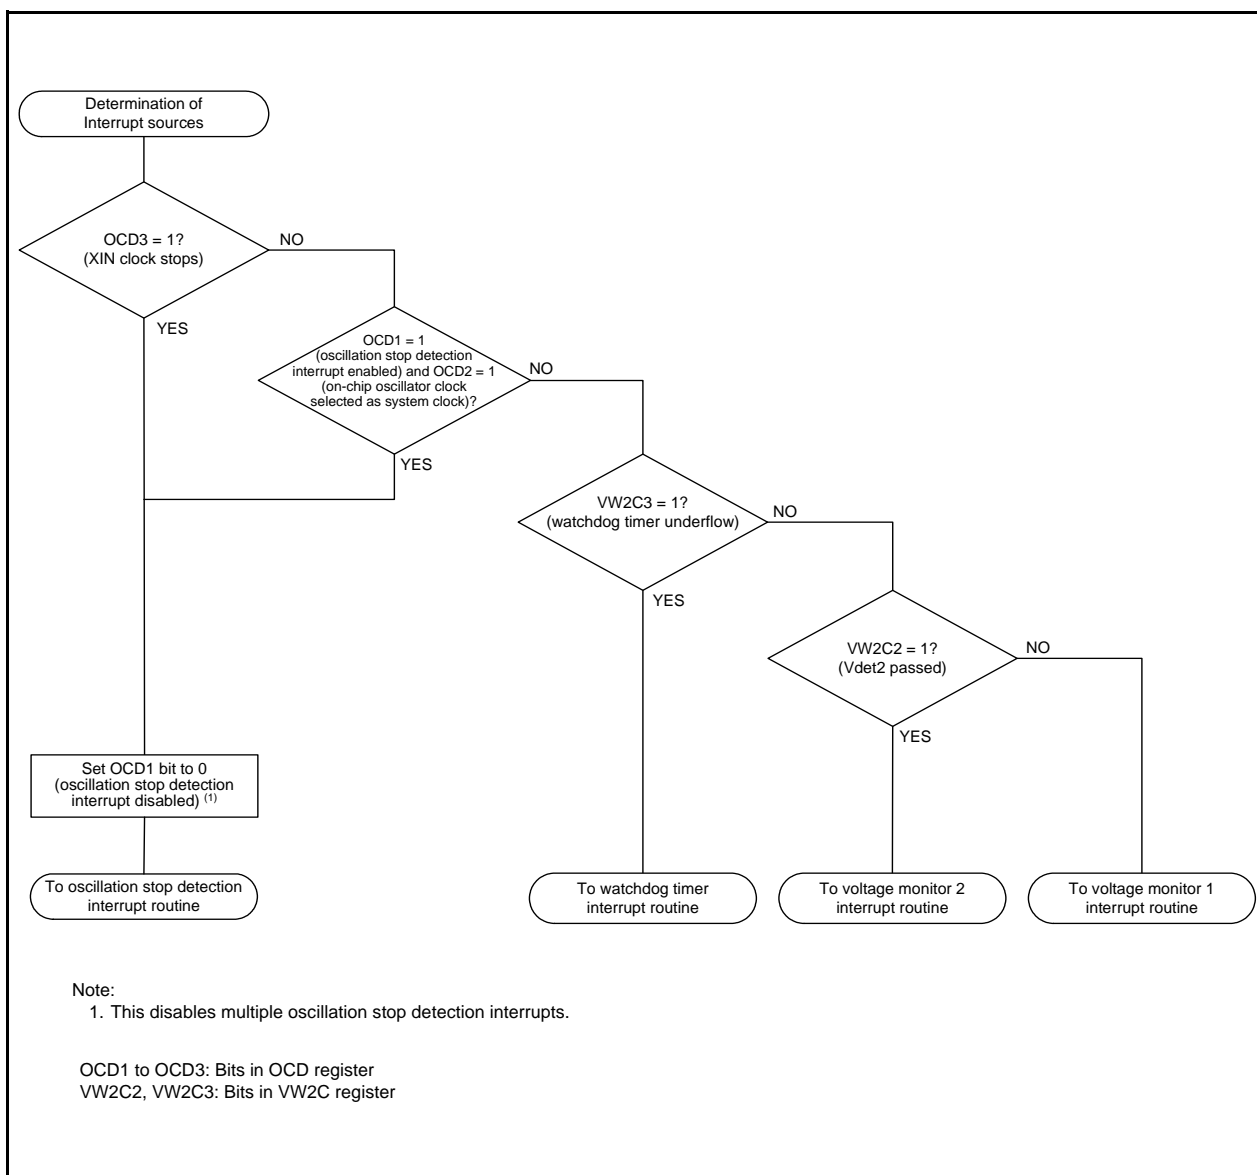 Determination of
Interrupt sources
OCD3 = 1?
(XIN clock stops)
NO
YES
OCD1 = 1
(oscillation stop detection
interrupt enabled) and OCD2 = 1
(on-chip oscillator clock
selected as system clock)?
NO
YES
VW2C3 = 1?
(watchdog timer underflow)
NO
YES
VW2C2 = 1?
(Vdet2 passed)
NO
YES
Set OCD1 bit to 0
(oscillation stop detection
interrupt disabled) (1)
To oscillation stop detection
interrupt routine
To watchdog timer
interrupt routine
To voltage monitor 2
interrupt routine
To voltage monitor 1
interrupt routine
Note:
1. This disables multiple oscillation stop detection interrupts.
OCD1 to OCD3: Bits in OCD register
VW2C2, VW2C3: Bits in VW2C register